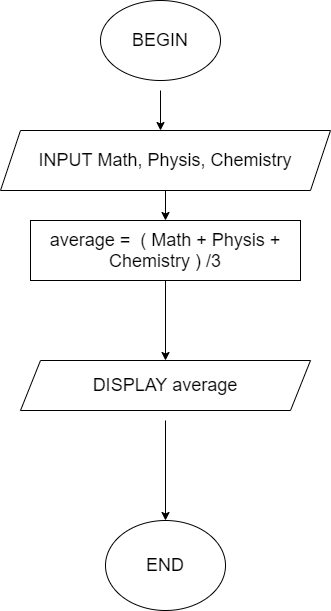 BEGIN
INPUT Math, Physis, Chemistry
average = ( Math + Physis +
Chemistry ) /3
DISPLAY average
END